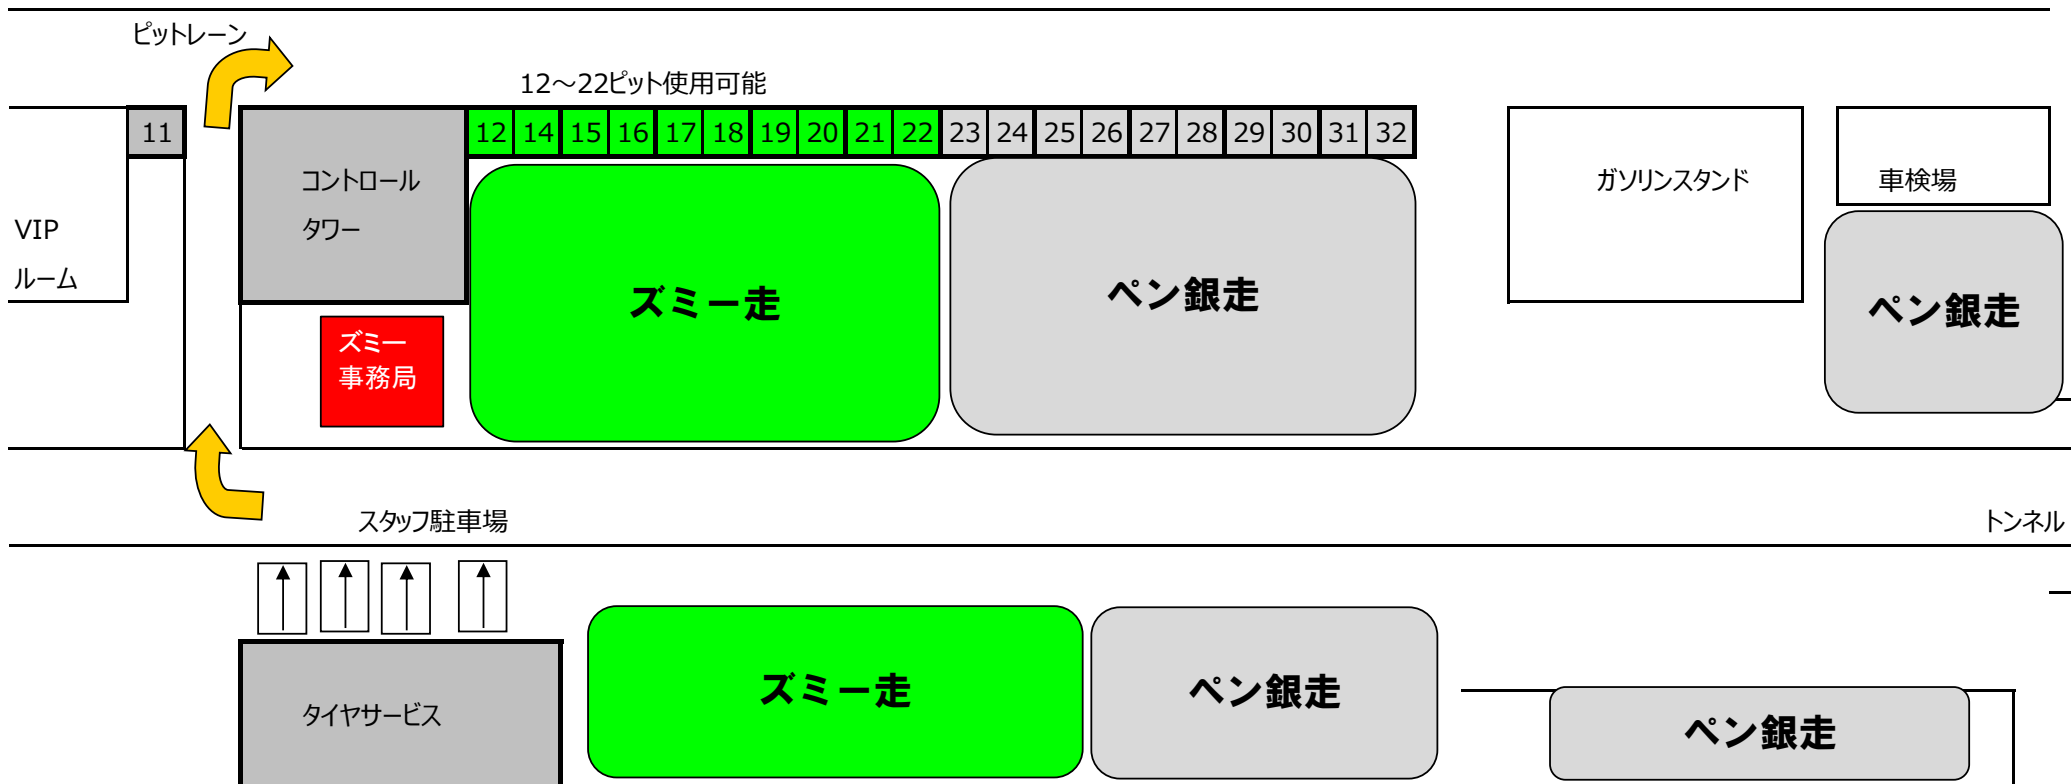 ピットレーン
12～22ピット使用可能
11
12 14 15 16 17 18 19 20 21 22 23 24 25 26 27 28 29 30 31 32
コントロール
タワー
ガソリンスタンド
車検場
VIP
ルーム
ズミー走
ペン銀走
ペン銀走
ズミー
事務局
スタッフ駐車場
トンネル
タイヤサービス
ズミー走
ペン銀走
ペン銀走